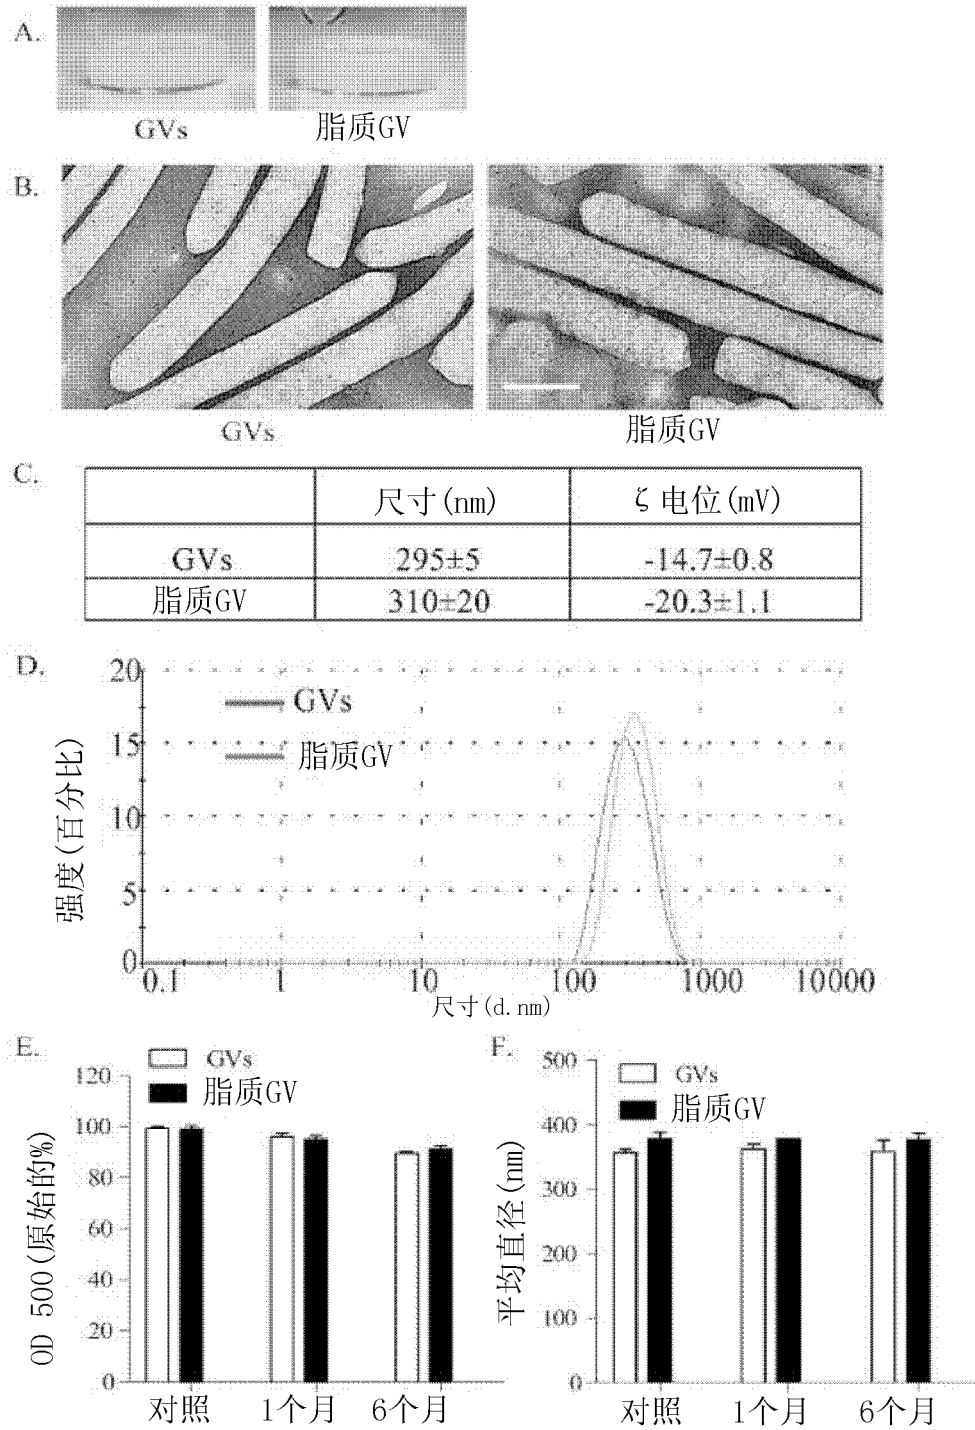 A.
GVs
脂质GV
B.
GVs
脂质GV
C.
尺寸(nm) ζ电位(mV)
GVs 295±5 -14.7±0.8
脂质GV 310±20 -20.3±1.1
D.
强度(百分比)
20
15
10
5
0
GVs
脂质GV
0.1 1 10 100 1000 10000
尺寸(d.nm)
E.
OD 500(原始的%)
120
100
80
60
40
20
0
GVs
脂质GV
对照 1个月 6个月
F.
平均直径(nm)
500
400
300
200
100
0
GVs
脂质GV
对照 1个月 6个月